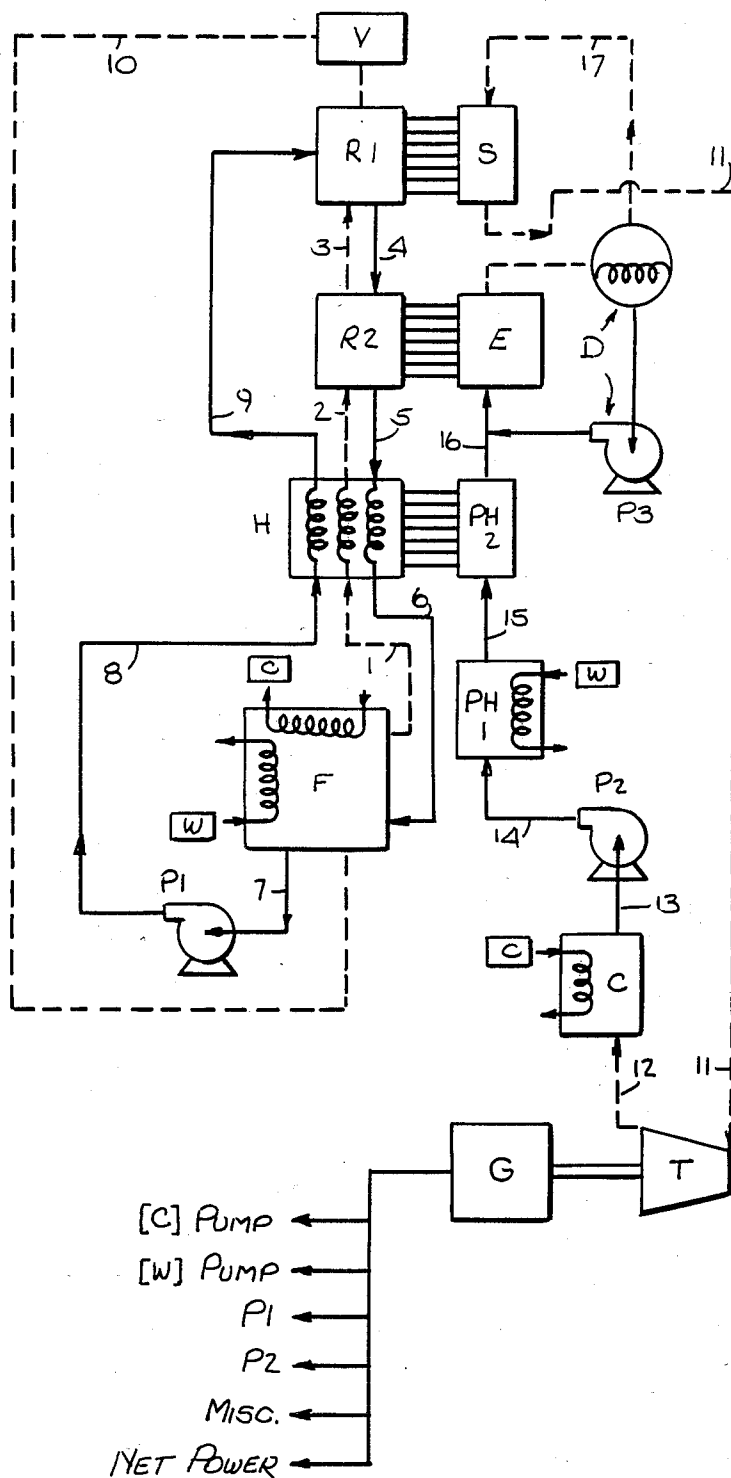 10
V
17
R1
S
11
3
4
R2
E
D
2
5
9
16
P3
H
PH
2
6
15
8
1
C
PH
1
W
F
W
P2
14
P1
7
13
C
C
12
11
G
T
[C] PUMP
[W] PUMP
P1
P2
MISC.
NET POWER